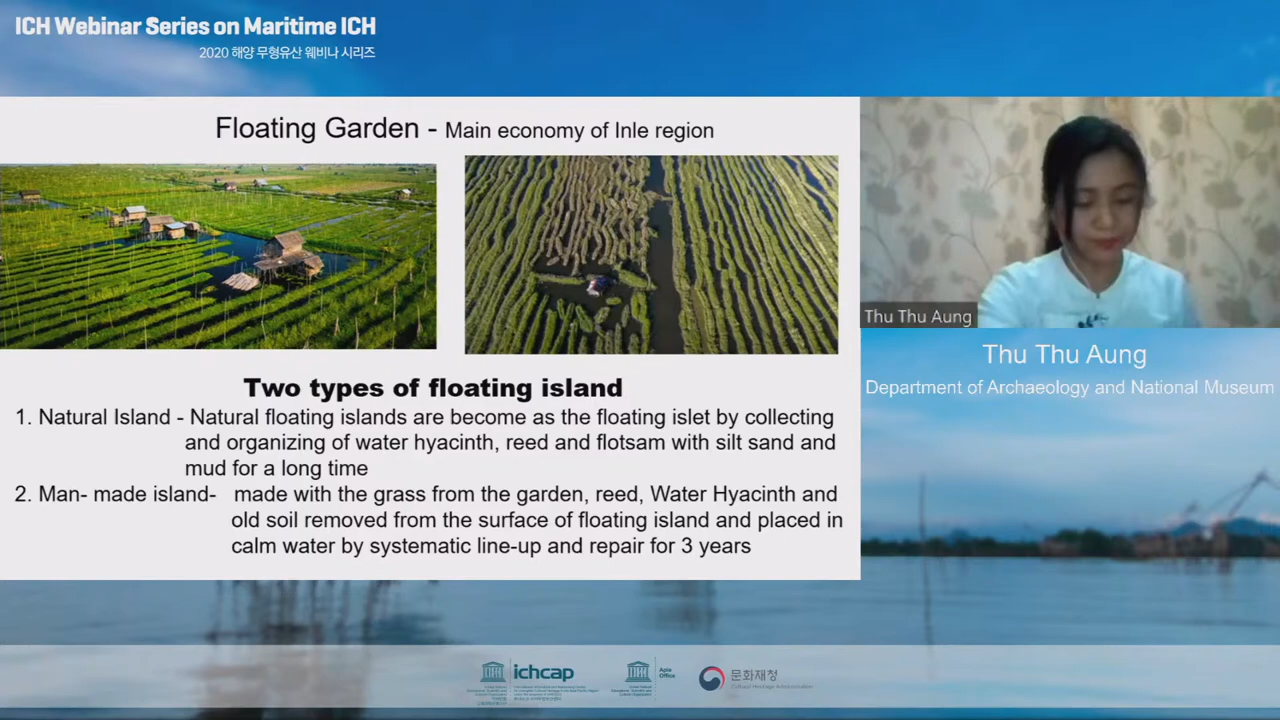 ICH Webinar Series on Maritime ICH
2020 해양 무형유산 웨비나 시리즈
Floating Garden - Main economy of Inle region
Two types of floating island
1. Natural Island - Natural floating islands are become as the floating islet by collecting
and organizing of water hyacinth, reed and flotsam with silt sand and
mud for a long time
2. Man- made island- made with the grass from the garden, reed, Water Hyacinth and
old soil removed from the surface of floating island and placed in
calm water by systematic line-up and repair for 3 years
Thu Thu Aung
Thu Thu Aung
Department of Archaeology and National Museum
ichcap
Apia
Office
문화재청
Cultural Heritage Administration